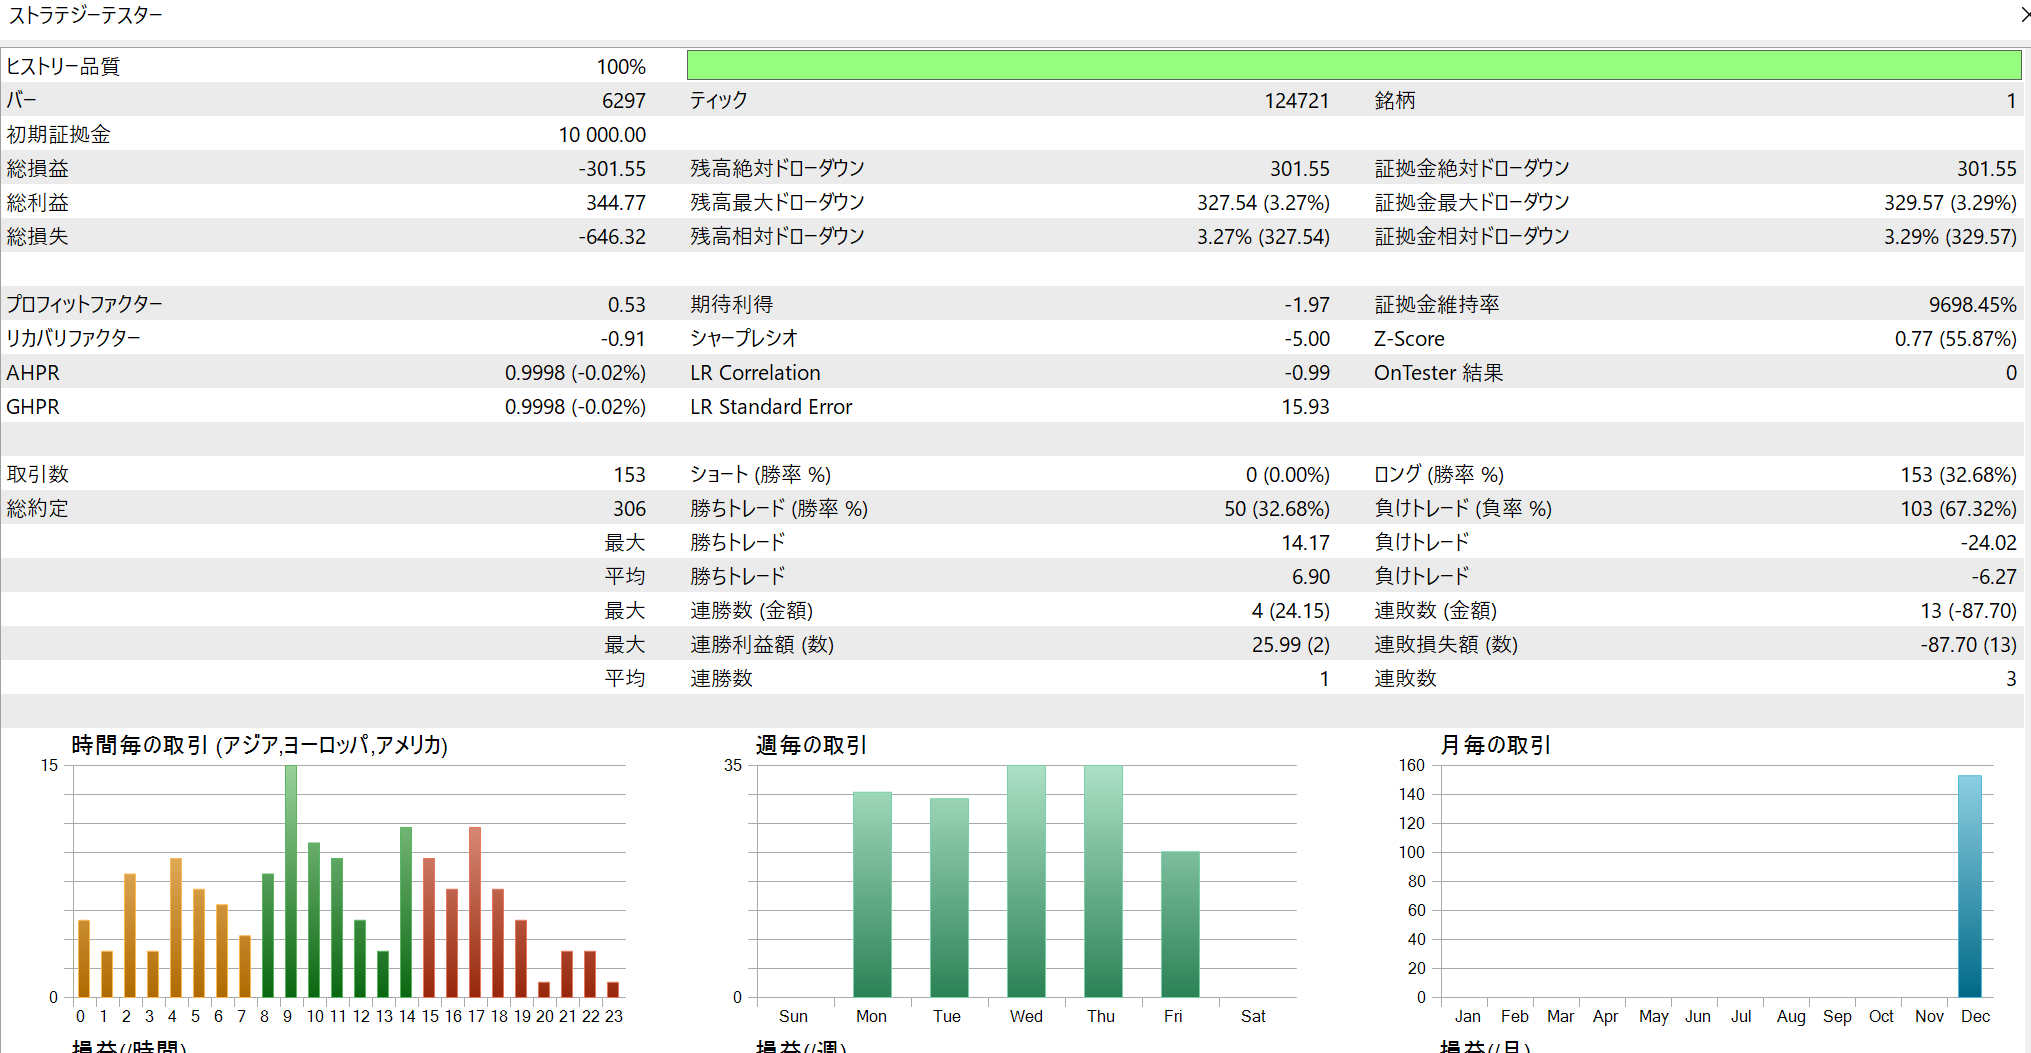 ストラテジーテスター
ヒストリー品質 100%
バー 6297 ティック 124721 銘柄 1
初期証拠金 10 000.00
総損益 -301.55 残高絶対ドローダウン 301.55 証拠金絶対ドローダウン 301.55
総利益 344.77 残高最大ドローダウン 327.54 (3.27%) 証拠金最大ドローダウン 329.57 (3.29%)
総損失 -646.32 残高相対ドローダウン 3.27% (327.54) 証拠金相対ドローダウン 3.29% (329.57)
プロフィットファクター 0.53 期待利得 -1.97 証拠金維持率 9698.45%
リカバリファクター -0.91 シャープレシオ -5.00 Z-Score 0.77 (55.87%)
AHPR 0.9998 (-0.02%) LR Correlation -0.99 OnTester 結果 0
GHPR 0.9998 (-0.02%) LR Standard Error 15.93
取引数 153 ショート (勝率 %) 0 (0.00%) ロング (勝率 %) 153 (32.68%)
総約定 306 勝ちトレード (勝率 %) 50 (32.68%) 負けトレード (負率 %) 103 (67.32%)
最大 勝ちトレード 14.17 負けトレード -24.02
平均 勝ちトレード 6.90 負けトレード -6.27
最大 連勝数 (金額) 4 (24.15) 連敗数 (金額) 13 (-87.70)
最大 連勝利益額 (数) 25.99 (2) 連敗損失額 (数) -87.70 (13)
平均 連勝数 1 連敗数 3
時間毎の取引 (アジア,ヨーロッパ,アメリカ)
15
0
0 1 2 3 4 5 6 7 8 9 10 11 12 13 14 15 16 17 18 19 20 21 22 23
週毎の取引
35
0
Sun Mon Tue Wed Thu Fri Sat
月毎の取引
160
140
120
100
80
60
40
20
0
Jan Feb Mar Apr May Jun Jul Aug Sep Oct Nov Dec
損益(/時間) 損益(/週) 損益(/月)